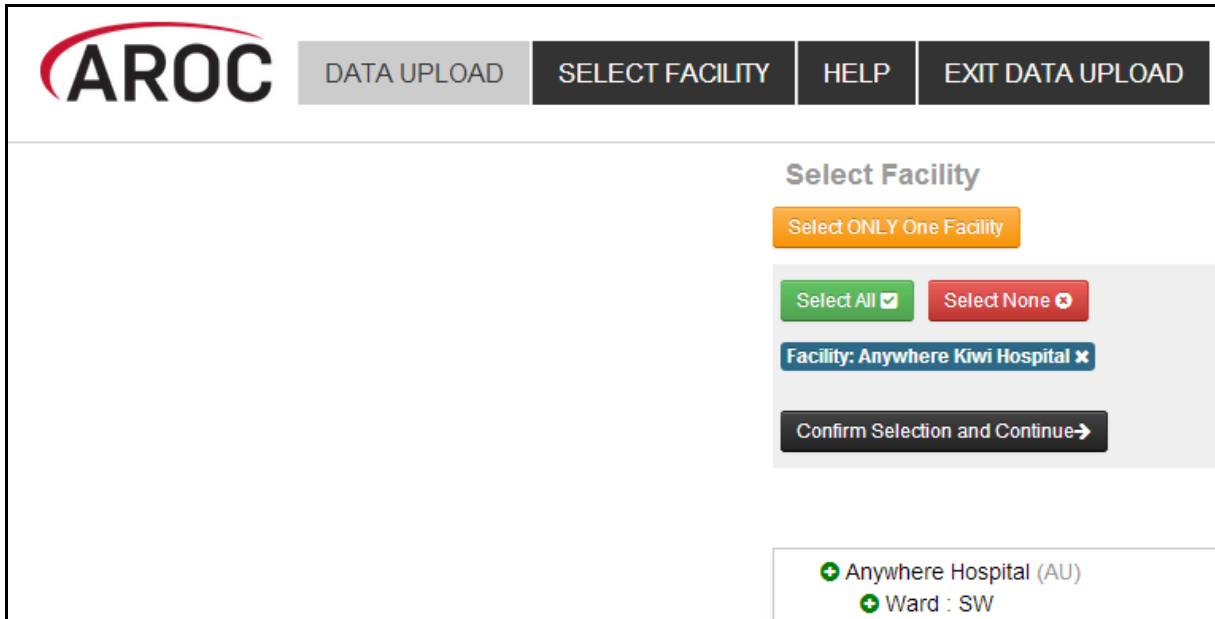 AROC DATA UPLOAD SELECT FACILITY HELP EXIT DATA UPLOAD
Select Facility
Select ONLY One Facility
Select All Select None
Facility: Anywhere Kiwi Hospital
Confirm Selection and Continue
Anywhere Hospital (AU)
Ward : SW